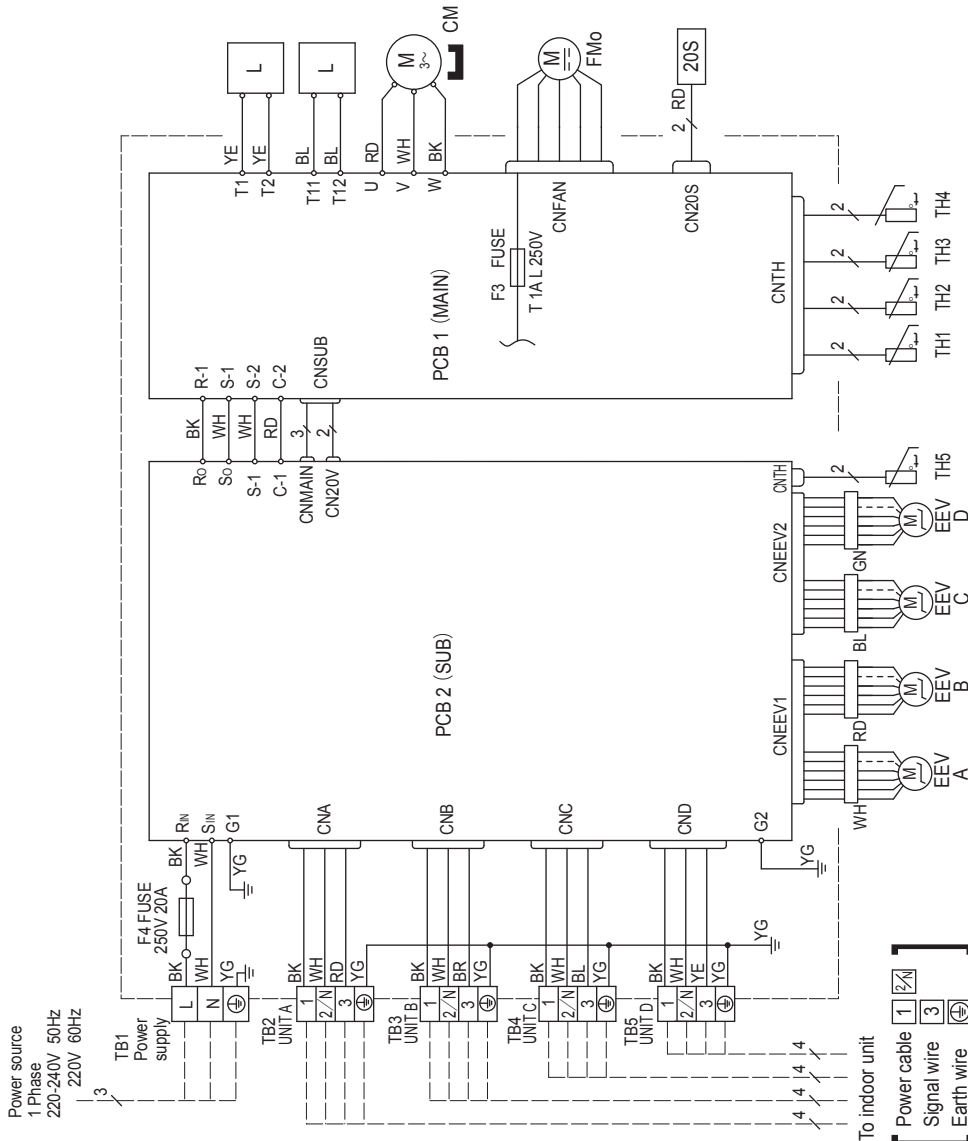 Power source
1 Phase
220-240V 50Hz
220V 60Hz
3
TB1
Power
supply
L
N
BK
WH
YG
F4 FUSE
250V 20A
BK
WH
YG
RIN
SIN
G1
TB2
UNIT A
1
2/N
3
BK
WH
RD
YG
CNA
TB3
UNIT B
1
2/N
3
BK
WH
BR
YG
CNB
TB4
UNIT C
1
2/N
3
BK
WH
BL
YG
CNC
TB5
UNIT D
1
2/N
3
BK
WH
YE
YG
CND
YG
G2
YG
4
4
4
4
To indoor unit
Power cable 1 2/N
Signal wire 3
Earth wire
PCB 2 (SUB)
RO
SO
S-1
C-1
CNMAIN
CN20V
BK
WH
WH
RD
3
2
R-1
S-1
S-2
C-2
CNSUB
CNEEV1
CNEEV2
CNTH
WH
RD
BL
GN
2
M
M
M
M
EEV
A
EEV
B
EEV
C
EEV
D
TH5
PCB 1 (MAIN)
F3 FUSE
T 1A L 250V
T1
T2
T11
T12
U
V
W
YE
YE
BL
BL
RD
WH
BK
L
L
M
3~
CM
CNFAN
M
FMo
CN20S
2
RD
20S
CNTH
2
2
2
2
t°
t°
t°
t°
t°
TH1
TH2
TH3
TH4